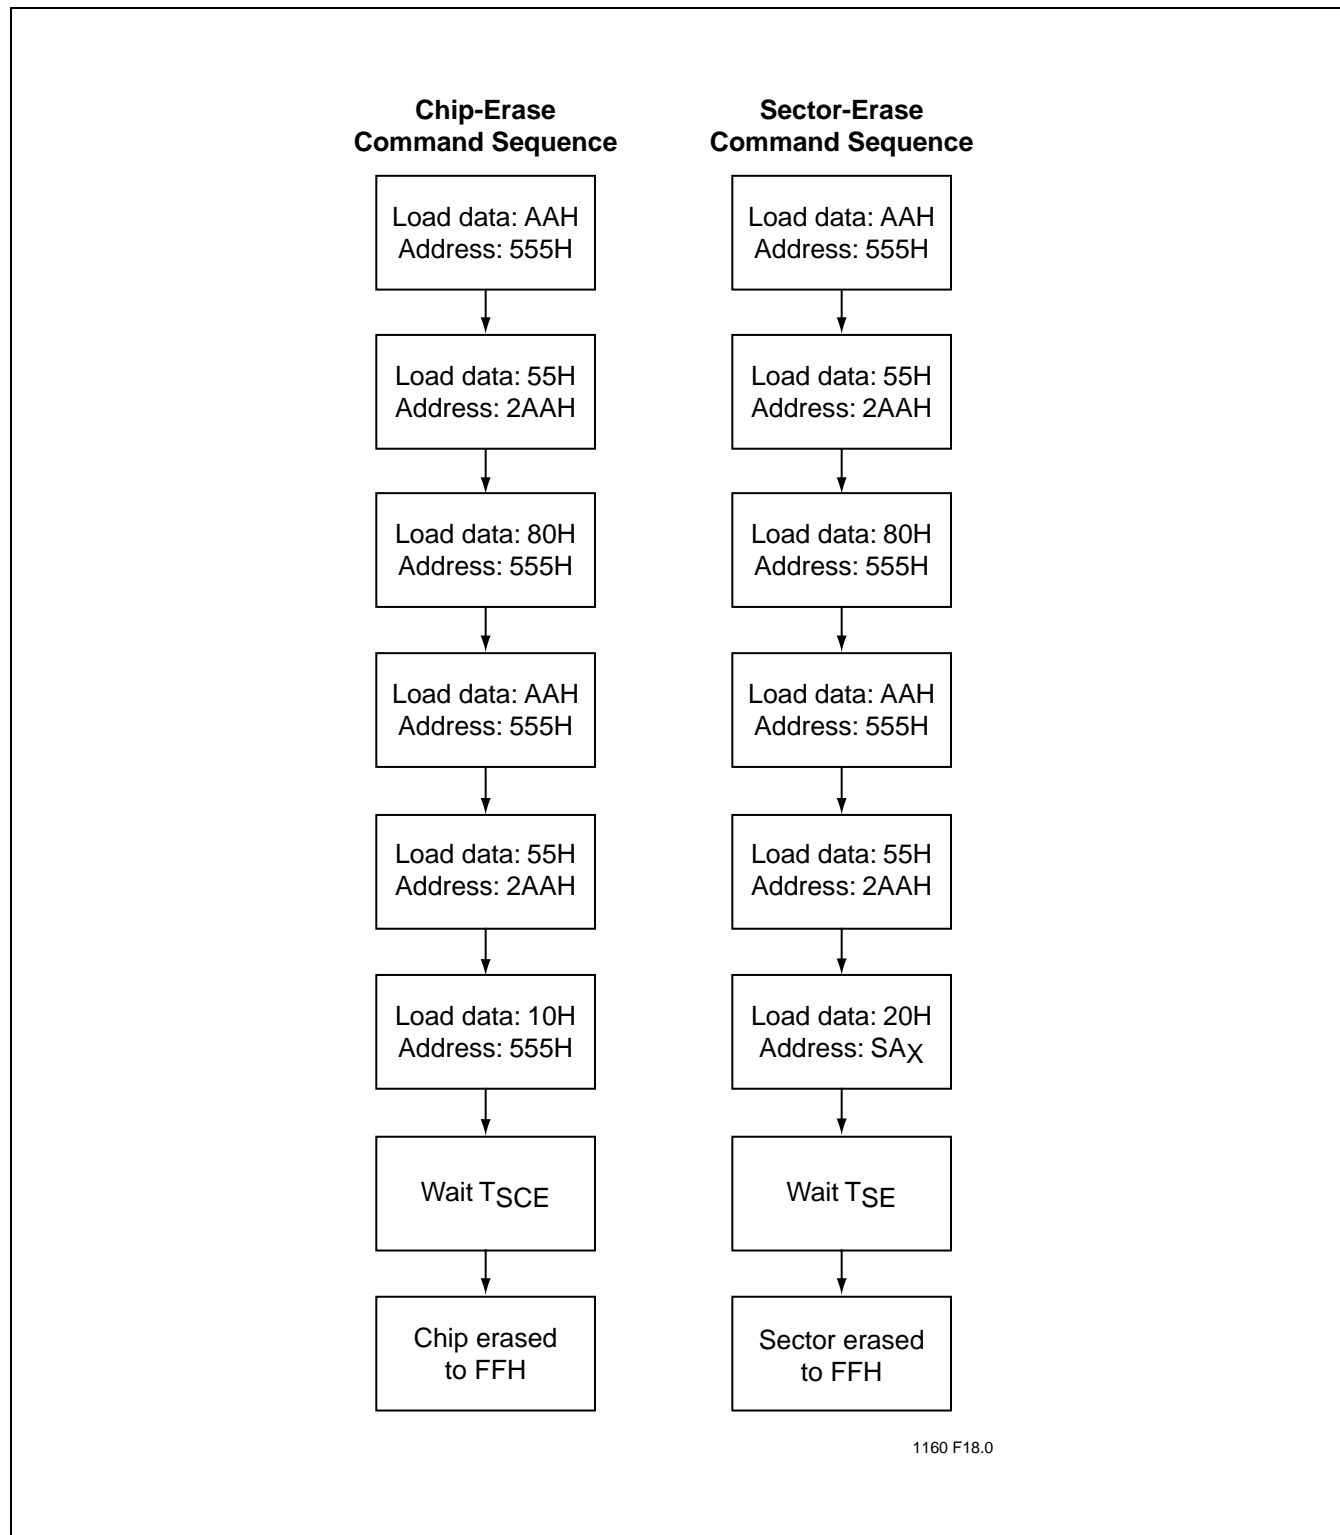 Chip-Erase
Command Sequence
Load data: AAH
Address: 555H
Load data: 55H
Address: 2AAH
Load data: 80H
Address: 555H
Load data: AAH
Address: 555H
Load data: 55H
Address: 2AAH
Load data: 10H
Address: 555H
Wait TSCE
Chip erased
to FFH
Sector-Erase
Command Sequence
Load data: AAH
Address: 555H
Load data: 55H
Address: 2AAH
Load data: 80H
Address: 555H
Load data: AAH
Address: 555H
Load data: 55H
Address: 2AAH
Load data: 20H
Address: SAX
Wait TSE
Sector erased
to FFH
1160 F18.0